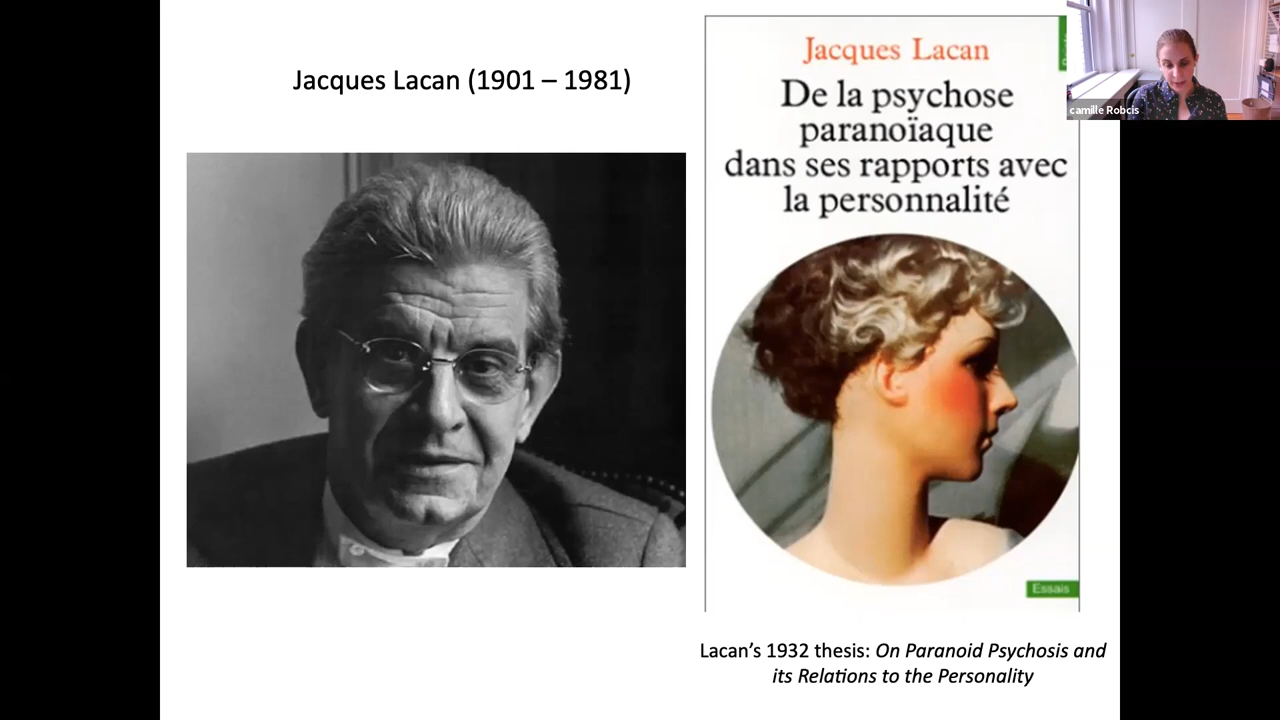 Jacques Lacan (1901 – 1981)
Jacques Lacan
De la psychose
paranoïaque
dans ses rapports avec
la personnalité
Essais
Lacan’s 1932 thesis: On Paranoid Psychosis and
its Relations to the Personality
camille Robcis